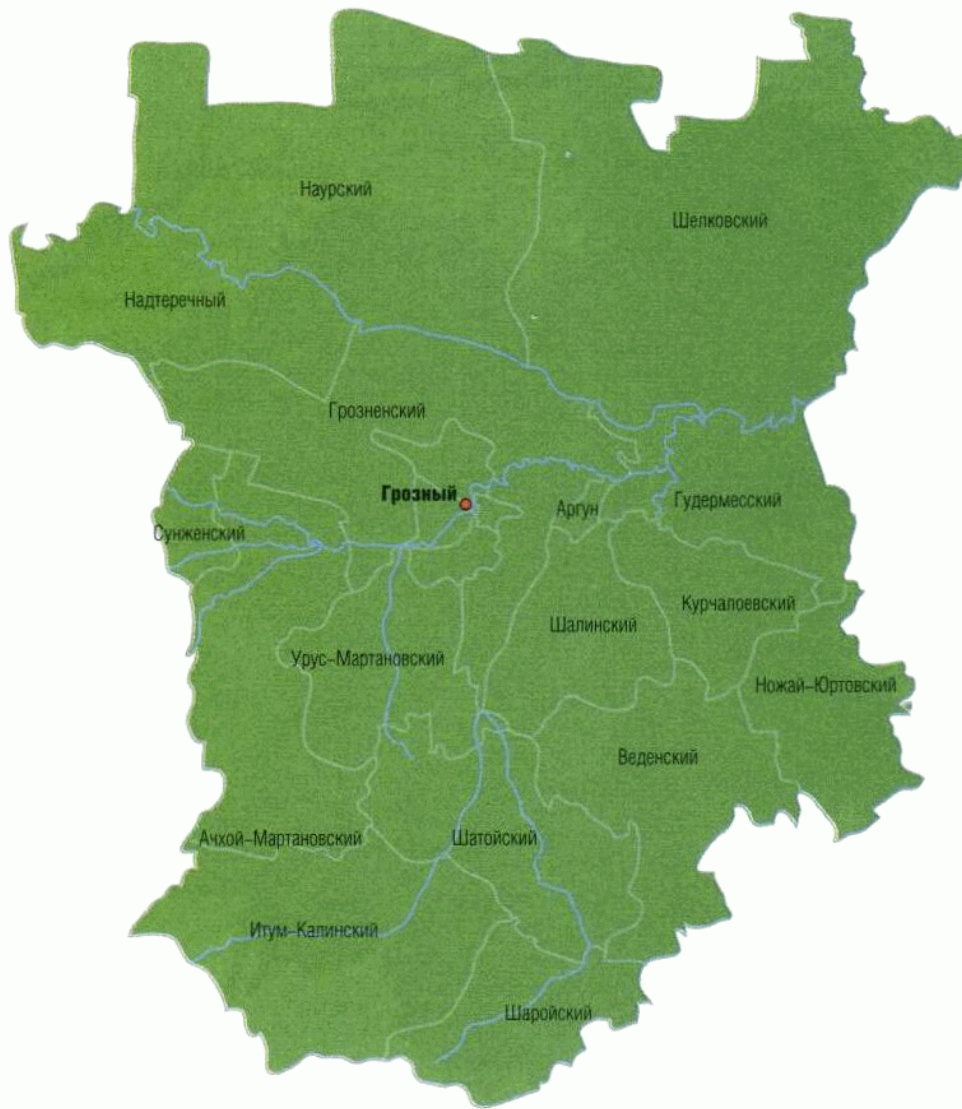 Наурский
Шелковский
Надтеречный
Грозненский
Грозный
Аргун
Гудермесский
Сунженский
Курчалоевский
Шалинский
Урус-Мартановский
Ножай-Юртовский
Веденский
Ачхой-Мартановский
Шатойский
Итум-Калинский
Шаройский